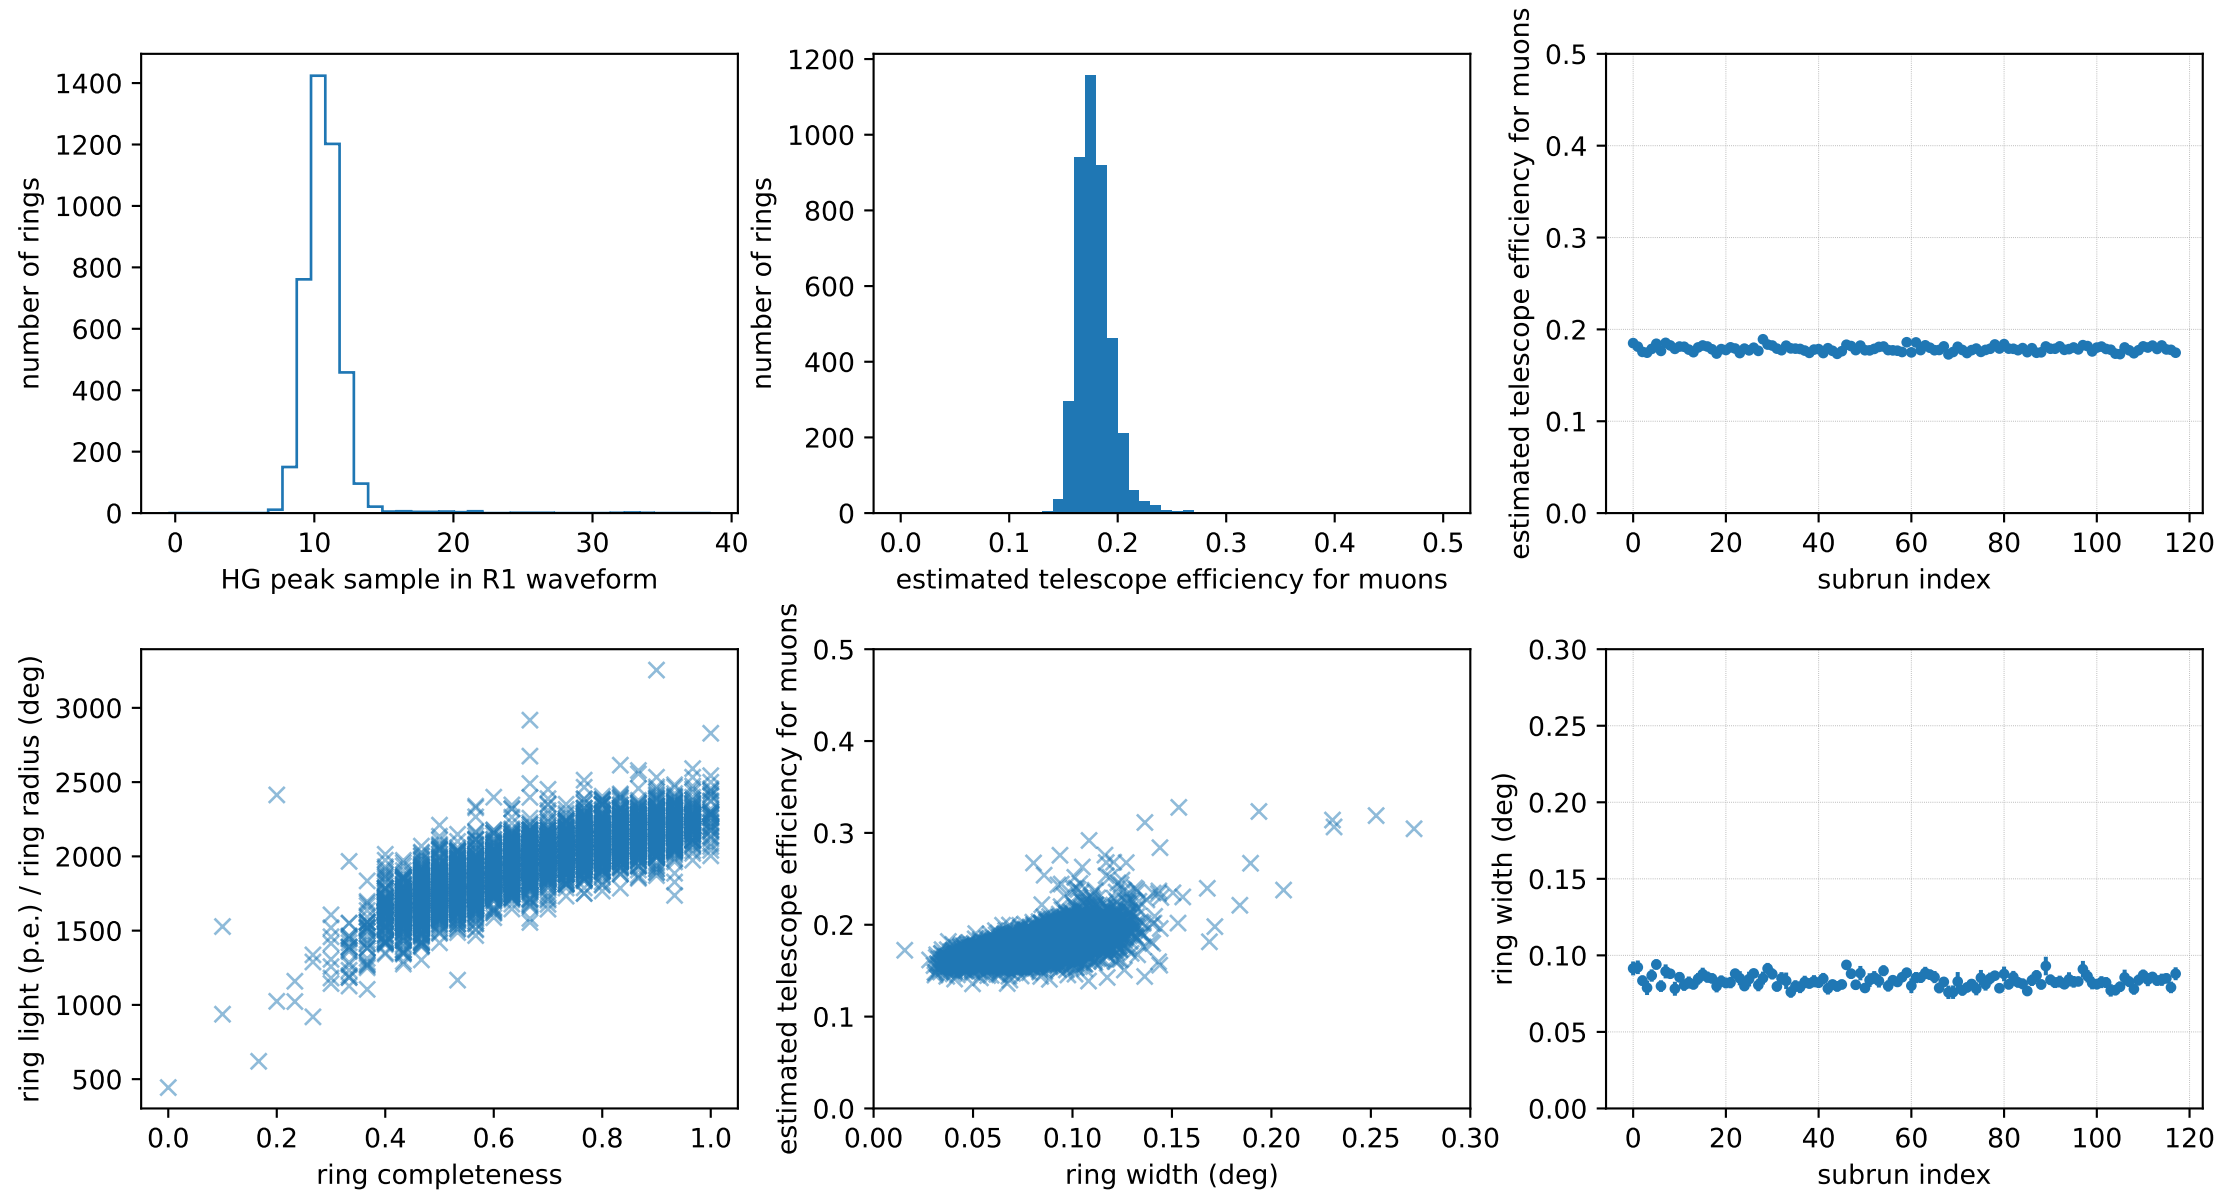 1400
1200
1000
800
600
400
200
0
number of rings
0 10 20 30 40
HG peak sample in R1 waveform
1200
1000
800
600
400
200
0
number of rings
0.0 0.1 0.2 0.3 0.4 0.5
estimated telescope efficiency for muons
0.5
0.4
0.3
0.2
0.1
0.0
estimated telescope efficiency for muons
0 20 40 60 80 100 120
subrun index
3000
2500
2000
1500
1000
500
ring light (p.e.) / ring radius (deg)
0.0 0.2 0.4 0.6 0.8 1.0
ring completeness
0.5
0.4
0.3
0.2
0.1
0.0
estimated telescope efficiency for muons
0.00 0.05 0.10 0.15 0.20 0.25 0.30
ring width (deg)
0.30
0.25
0.20
0.15
0.10
0.05
0.00
ring width (deg)
0 20 40 60 80 100 120
subrun index